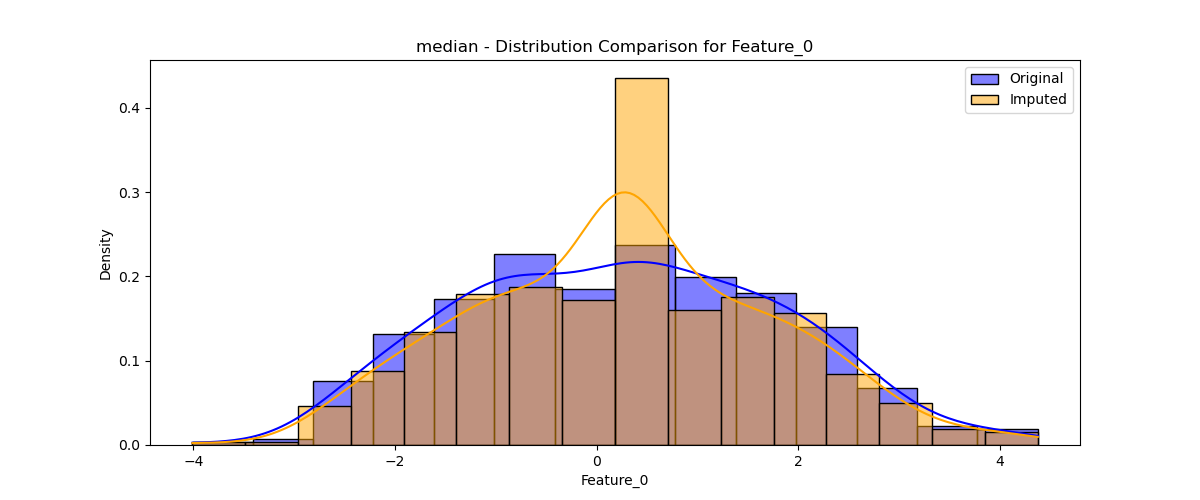 median - Distribution Comparison for Feature_0
Original
Imputed
Density
0.4
0.3
0.2
0.1
0.0
−4
−2
0
2
4
Feature_0